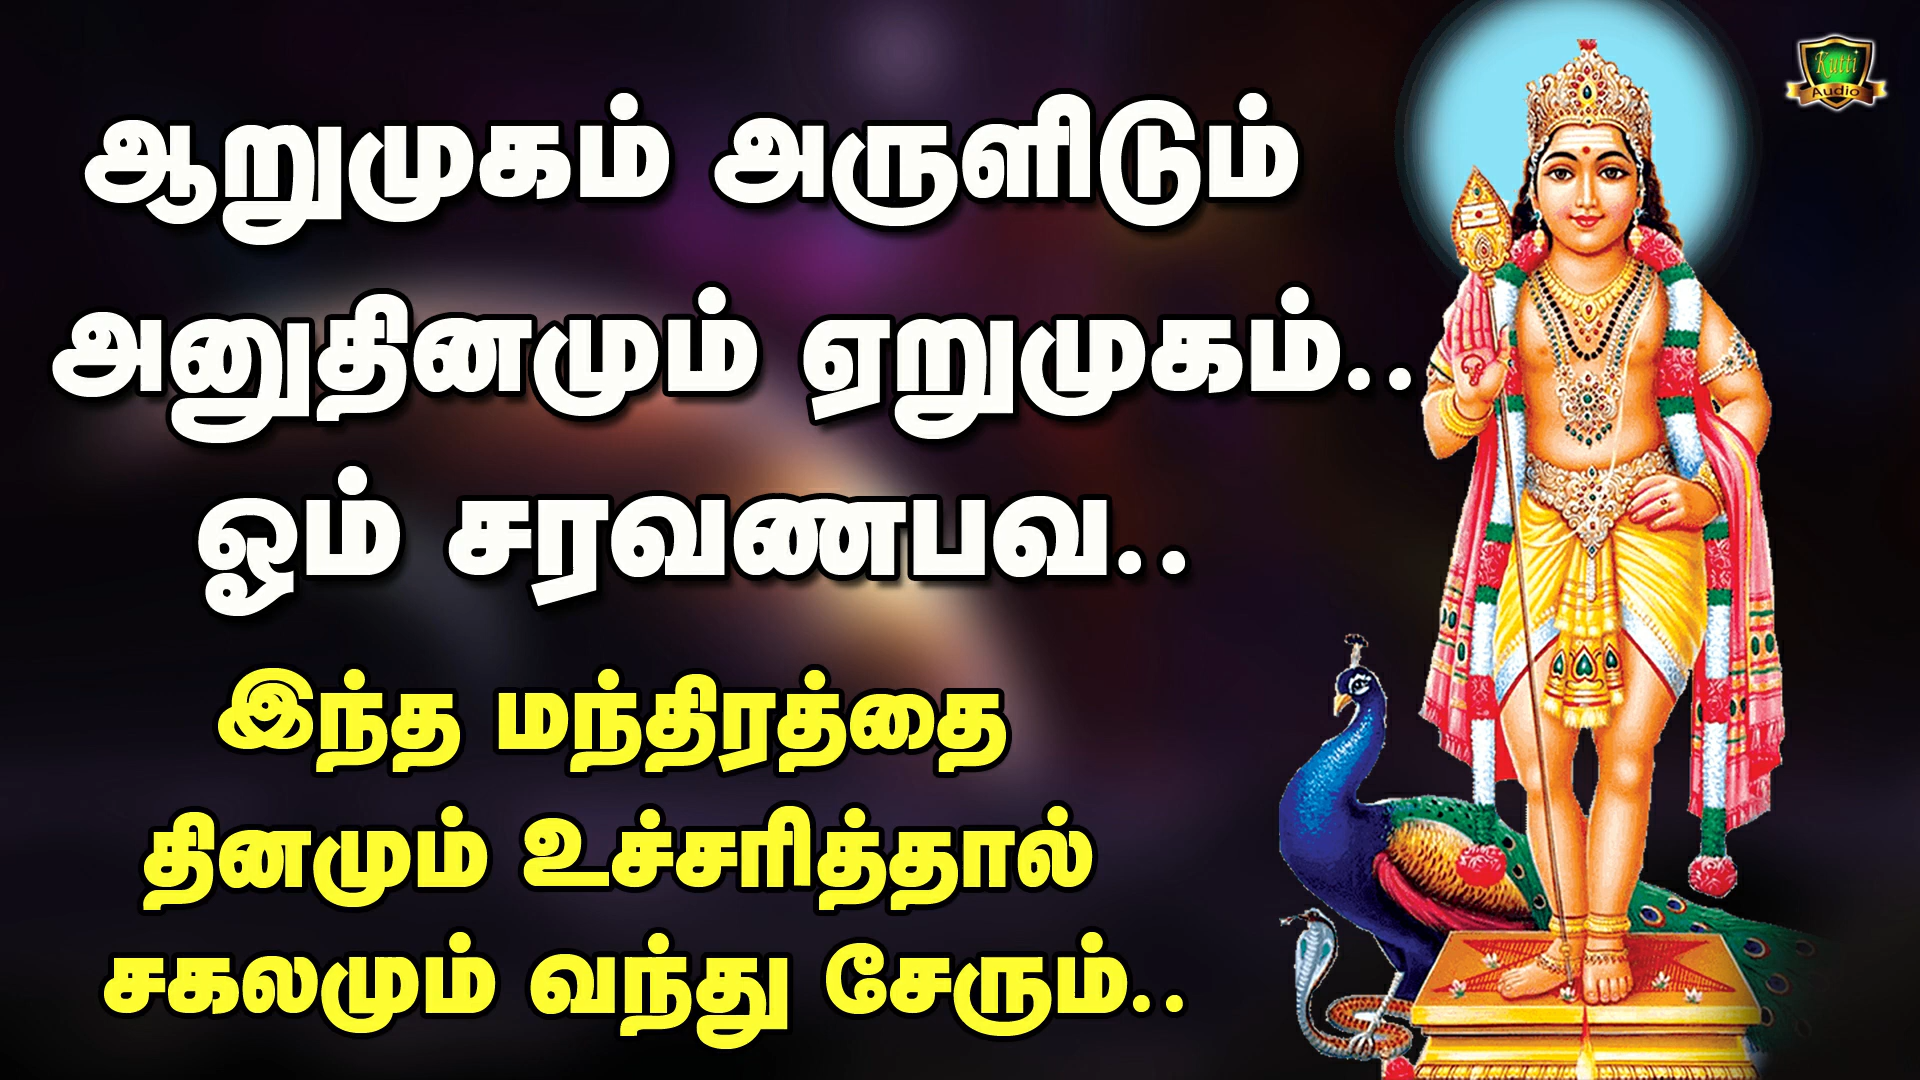 ஆறுமுகம் அருளிடும்
அனுதினமும் ஏறுமுகம்..
ஓம் சரவணபவ..
இந்த மந்திரத்தை
தினமும் உச்சரித்தால்
சகலமும் வந்து சேரும்..
Kutti
Audio